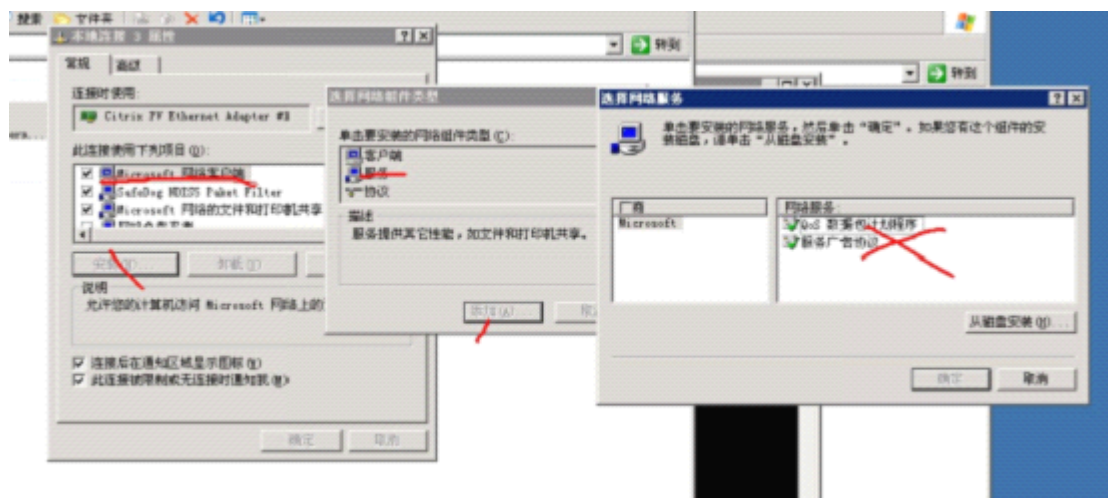 搜索 文件夹
本地连接 3 属性
常规 高级
连接时使用:
Citrix PV Ethernet Adapter #1
此连接使用下列项目(O):
Microsoft 网络客户端
SafeDog NDIS5 Paket Filter
Microsoft 网络的文件和打印机共享
安装(N)... 卸载(U)
说明
允许您的计算机访问 Microsoft 网络上的
连接后在通知区域显示图标(W)
此连接被限制或无连接时通知我(M)
确定 取消
转到
选择网络组件类型
单击要安装的网络组件类型(C):
客户端
服务
协议
描述
服务提供其它性能，如文件和打印机共享。
添加(A)...
转到
选择网络服务
单击要安装的网络服务，然后单击“确定”。如果您有这个组件的安
装磁盘，请单击“从磁盘安装”。
厂商
Microsoft
网络服务:
QoS 数据包计划程序
服务广告协议
从磁盘安装(H)...
确定 取消